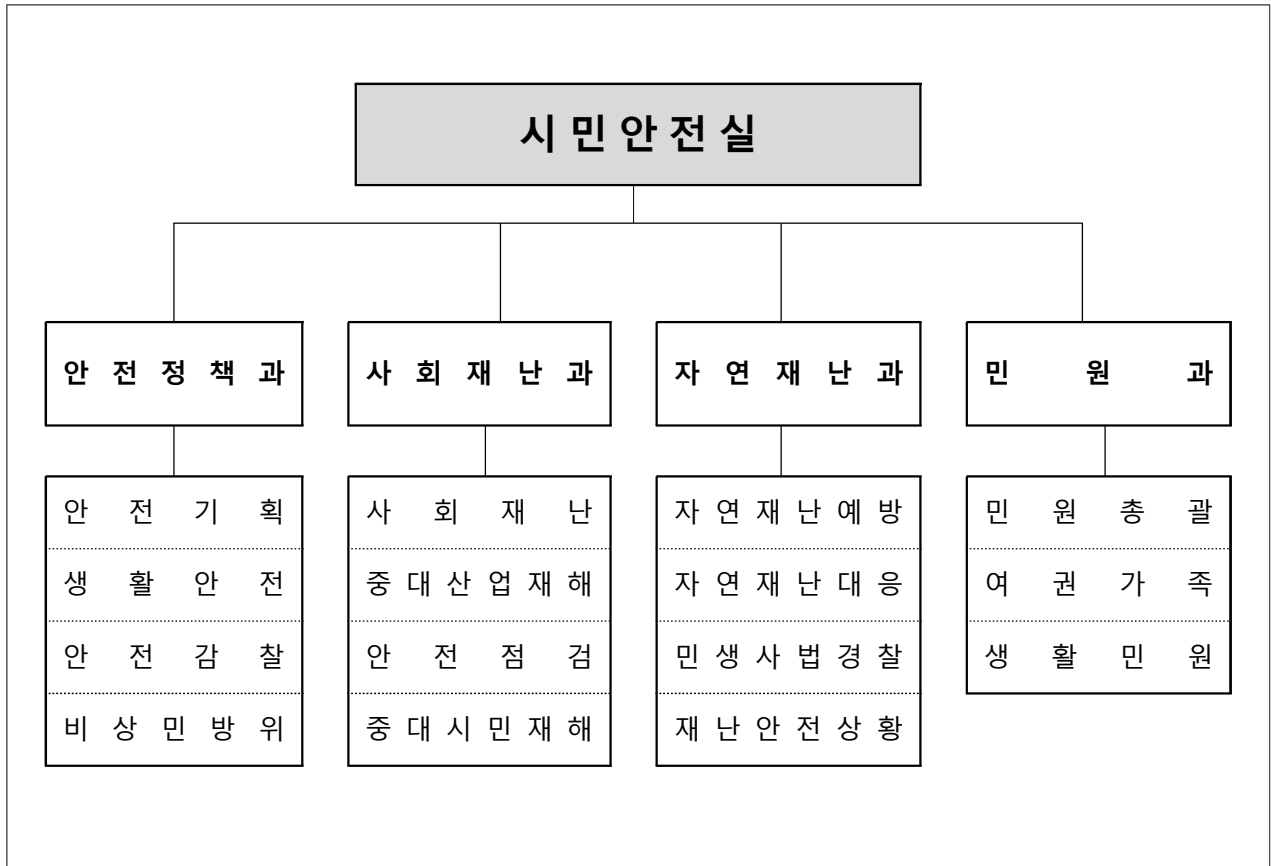 시민안전실
안전정책과
사회재난과
자연재난과
민원과
안전기획
생활안전
안전감찰
비상민방위
사회재난
중대산업재해
안전점검
중대시민재해
자연재난예방
자연재난대응
민생사법경찰
재난안전상황
민원총괄
여권가족
생활민원